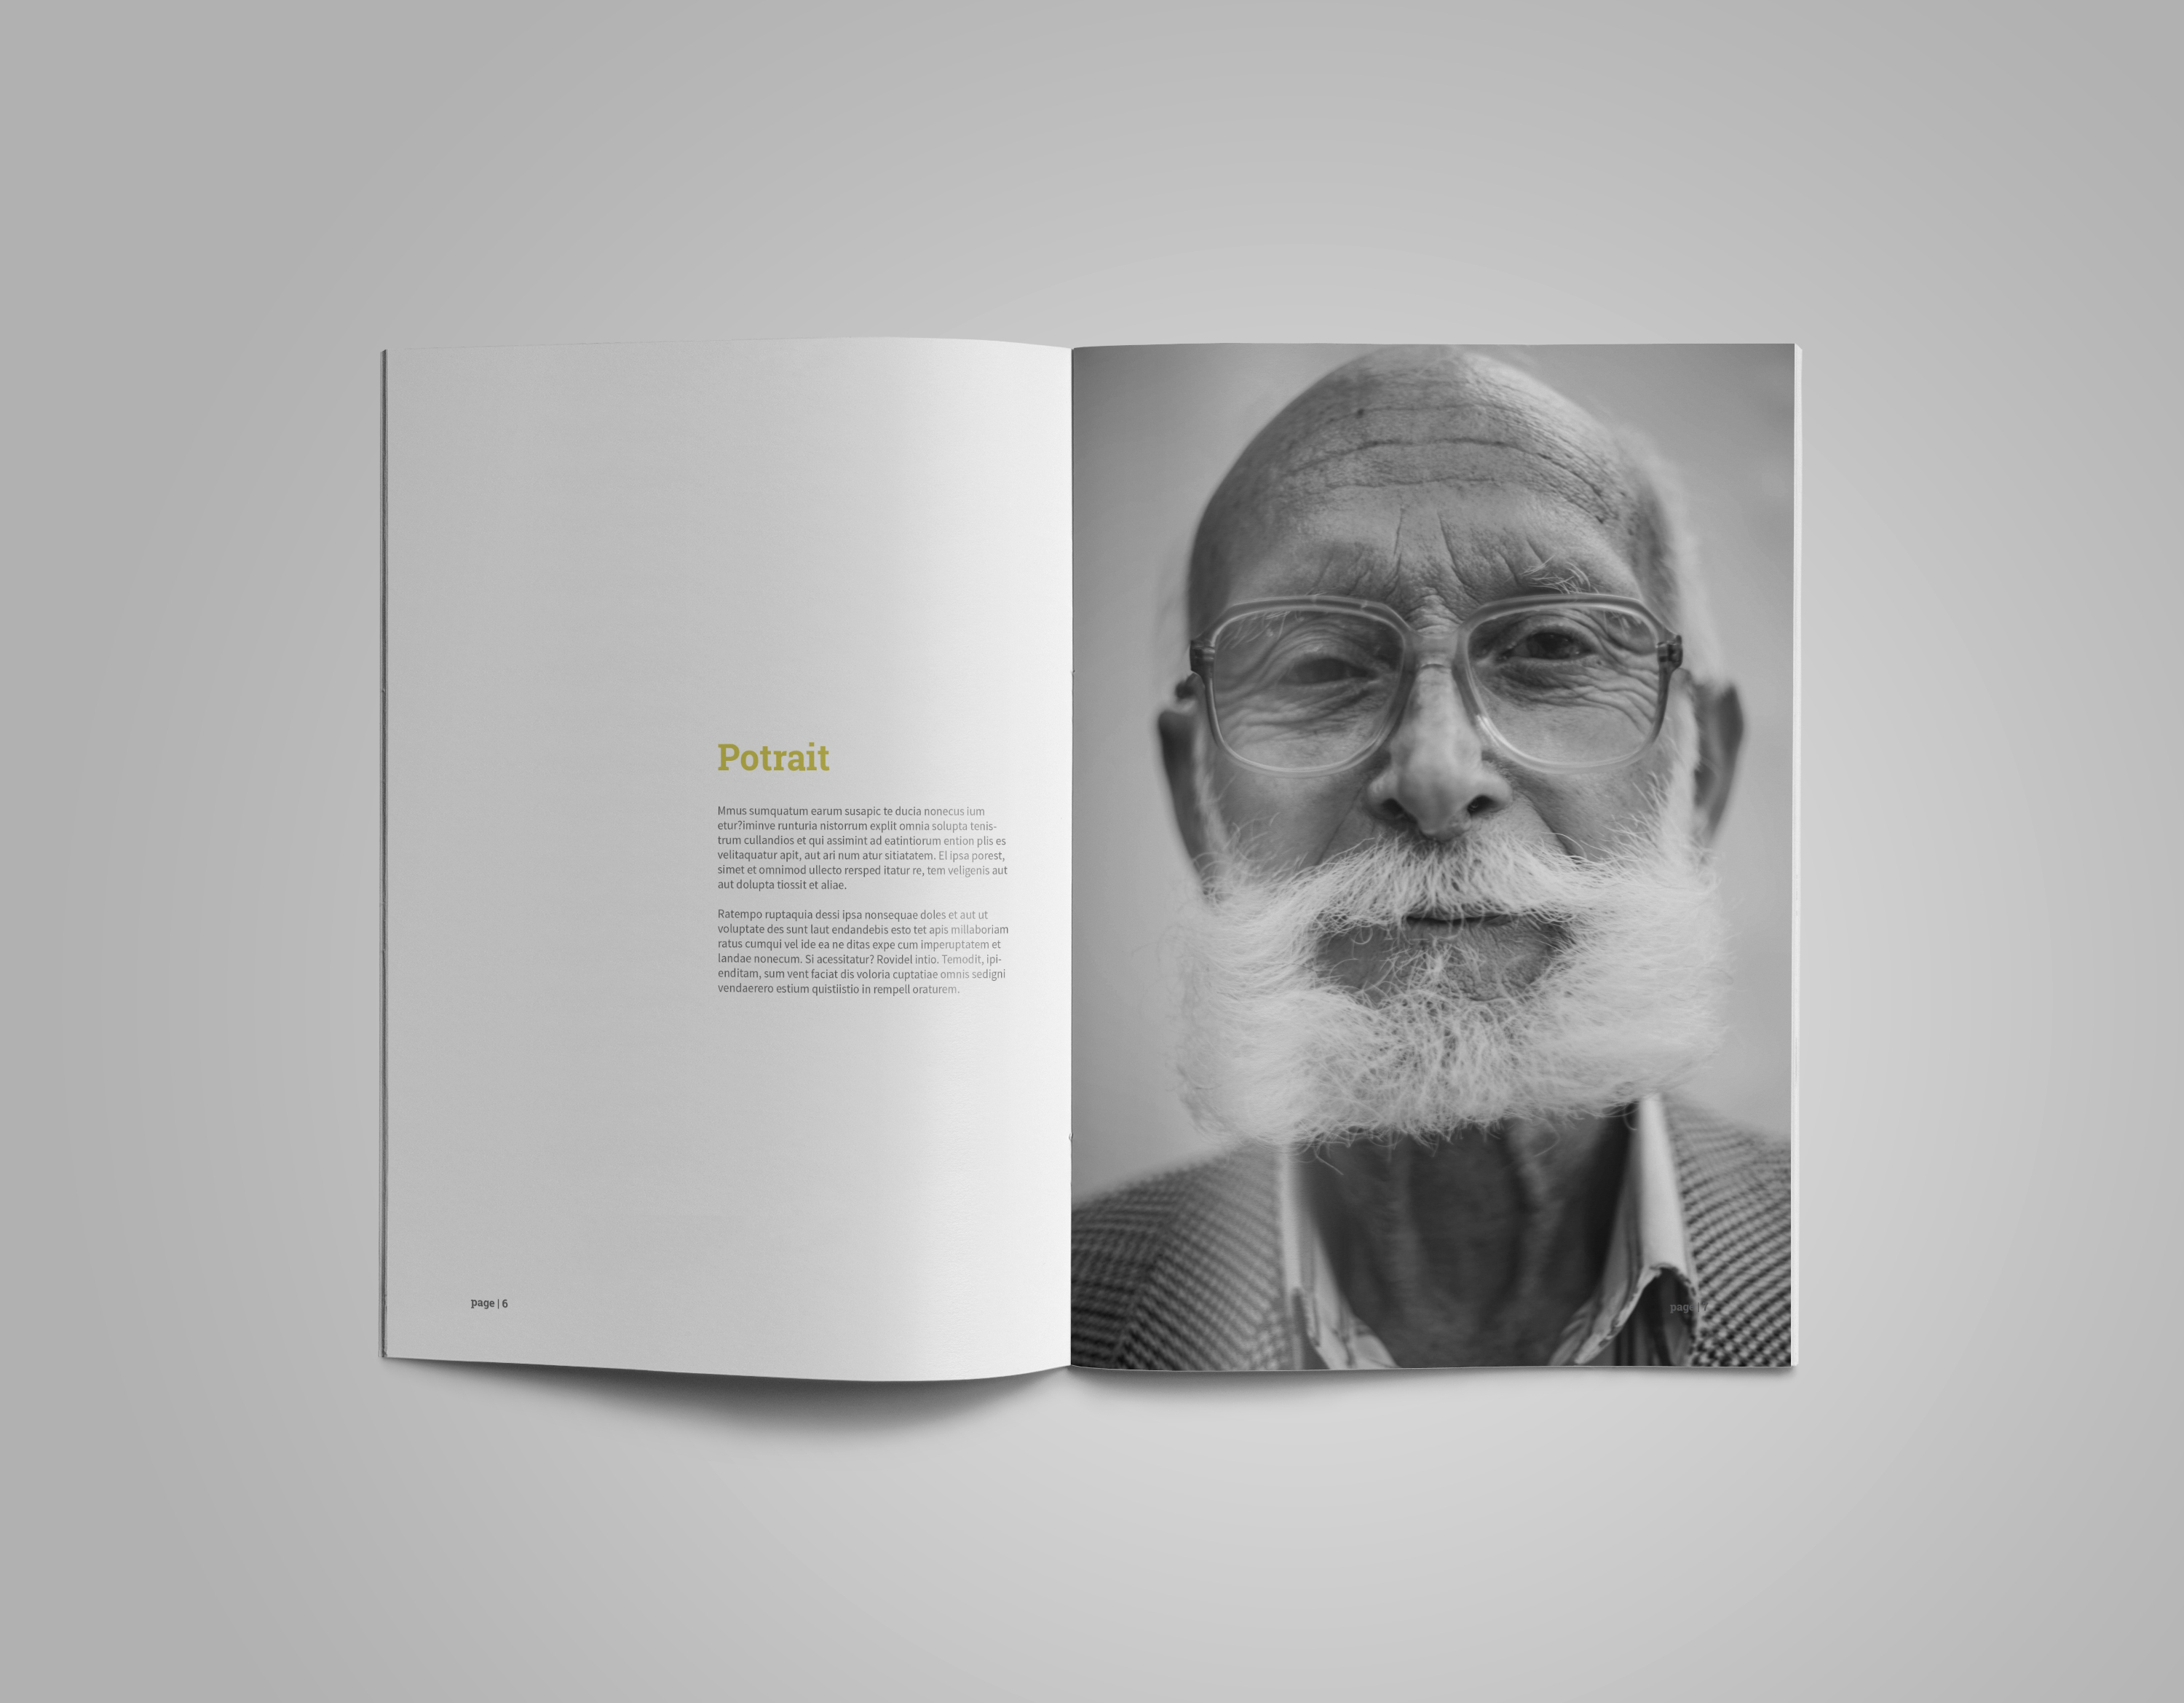 Potrait
Mmus sumquatum earum susapic te ducia nonecus ium
etur?iminve runturia nistorrum explit omnia solupta tenis-
trum cullandios et qui assimint ad eatintiorum ention plis es
velitaquatur apit, aut ari num atur sitiatatem. El ipsa porest,
simet et omnimod ullecto rersped itatur re, tem veligenis aut
aut dolupta tiossit et aliae.
Ratempo ruptaquia dessi ipsa nonsequae doles et aut ut
voluptate des sunt laut endandebis esto tet apis millaboriam
ratus cumqui vel ide ea ne ditas expe cum imperuptatem et
landae nonecum. Si acessitatur? Rovidel intio. Temodit, ipi-
enditam, sum vent faciat dis voloria cuptatiae omnis sedigni
vendaerero estium quistiistio in rempell oraturem.
page | 6
page